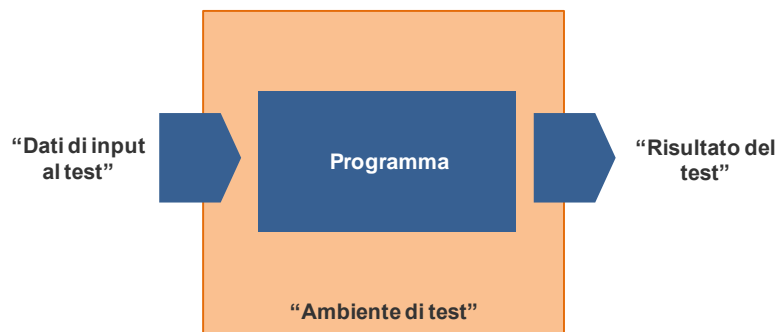 “Dati di input
al test”
Programma
“Risultato del
test”
“Ambiente di test”